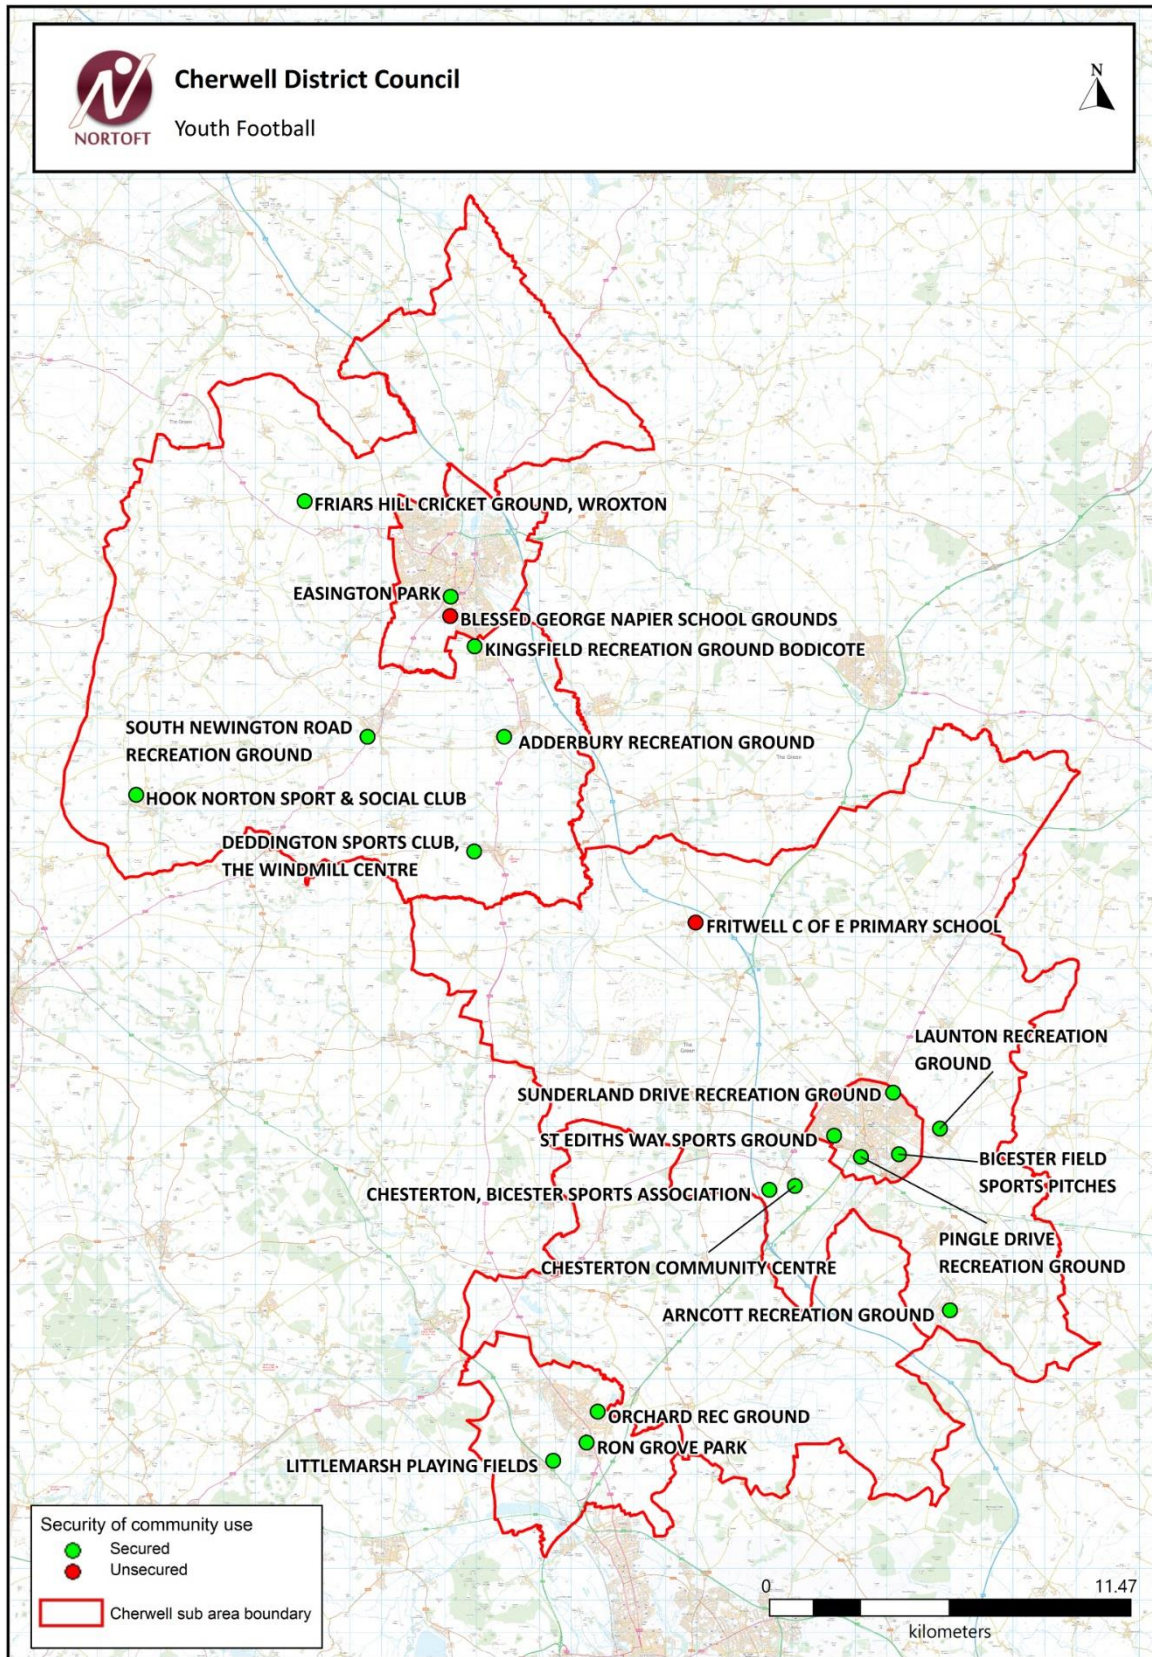 Cherwell District Council
Youth Football
NORTOFT
N
FRIARS HILL CRICKET GROUND, WROXTON
EASINGTON PARK
BLESSED GEORGE NAPIER SCHOOL GROUNDS
KINGSFIELD RECREATION GROUND BODICOTE
SOUTH NEWINGTON ROAD
RECREATION GROUND
ADDERBURY RECREATION GROUND
HOOK NORTON SPORT & SOCIAL CLUB
DEDDINGTON SPORTS CLUB,
THE WINDMILL CENTRE
FRITWELL C OF E PRIMARY SCHOOL
LAUNTON RECREATION
GROUND
SUNDERLAND DRIVE RECREATION GROUND
ST EDITHS WAY SPORTS GROUND
BICESTER FIELD
SPORTS PITCHES
CHESTERTON, BICESTER SPORTS ASSOCIATION
PINGLE DRIVE
RECREATION GROUND
CHESTERTON COMMUNITY CENTRE
ARNCOTT RECREATION GROUND
ORCHARD REC GROUND
RON GROVE PARK
LITTLEMARSH PLAYING FIELDS
Security of community use
Secured
Unsecured
Cherwell sub area boundary
0 11.47
kilometers